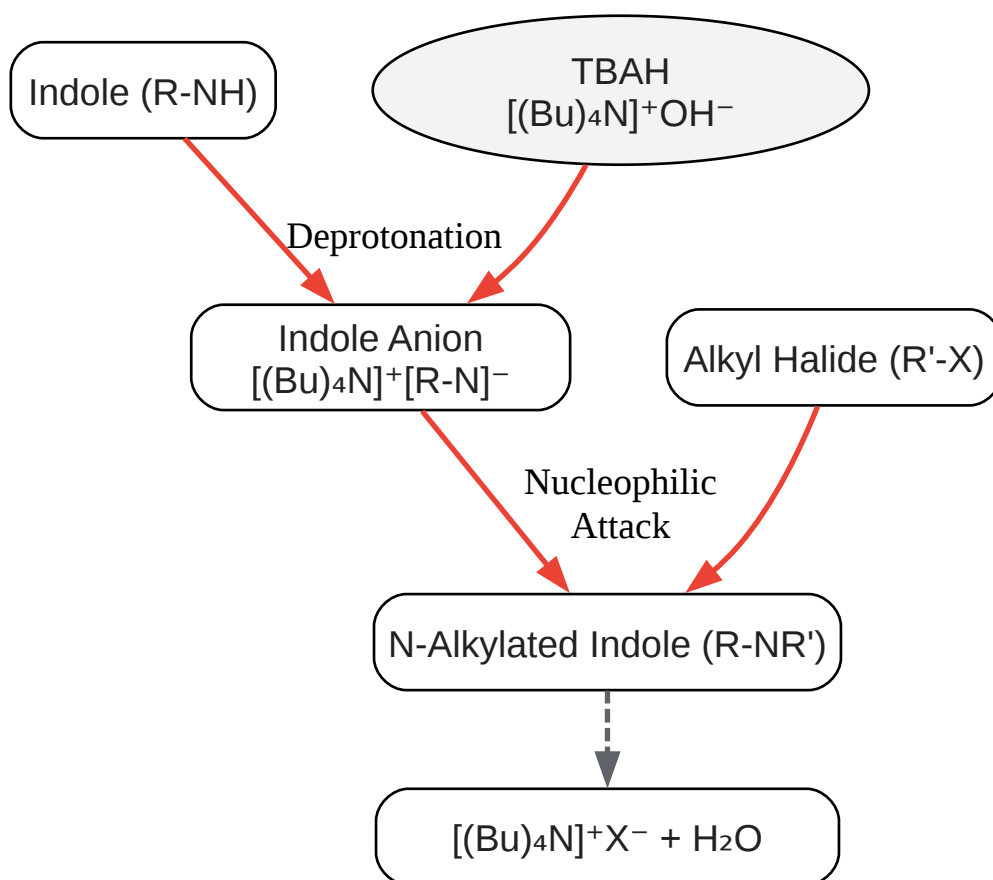 Indole (R-NH)
TBAH
[(Bu)₄N]⁺OH⁻
Deprotonation
Indole Anion
[(Bu)₄N]⁺[R-N]⁻
Alkyl Halide (R'-X)
Nucleophilic
Attack
N-Alkylated Indole (R-NR')
[(Bu)₄N]⁺X⁻ + H₂O